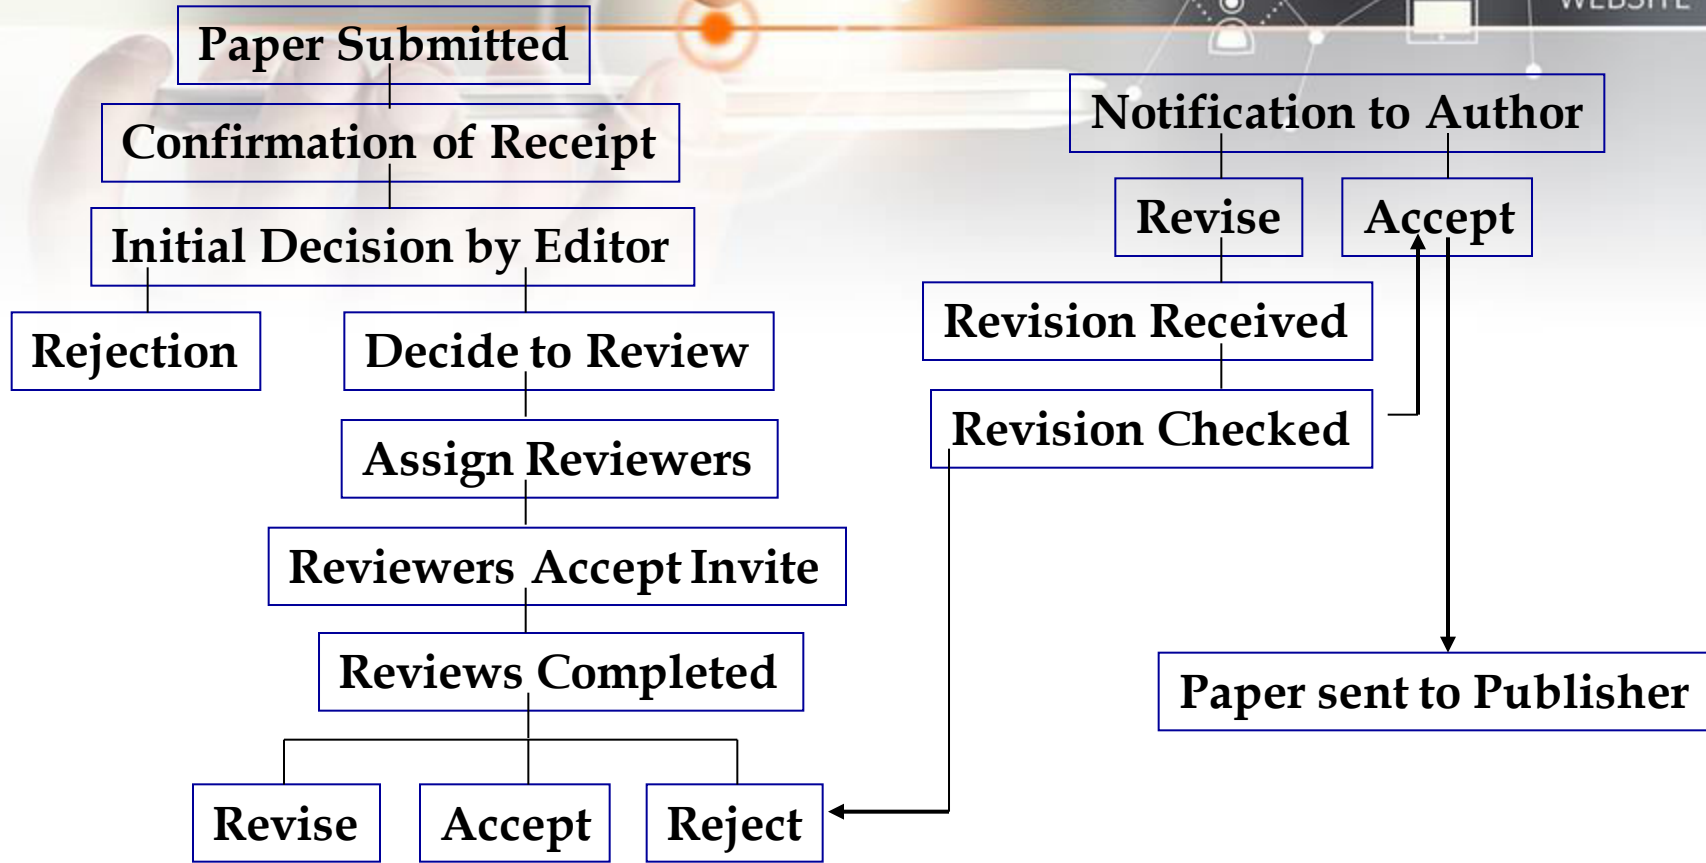 WEBSITE
Paper Submitted
Confirmation of Receipt
Initial Decision by Editor
Rejection
Decide to Review
Assign Reviewers
Reviewers Accept Invite
Reviews Completed
Revise
Accept
Reject
Notification to Author
Revise
Accept
Revision Received
Revision Checked
Paper sent to Publisher